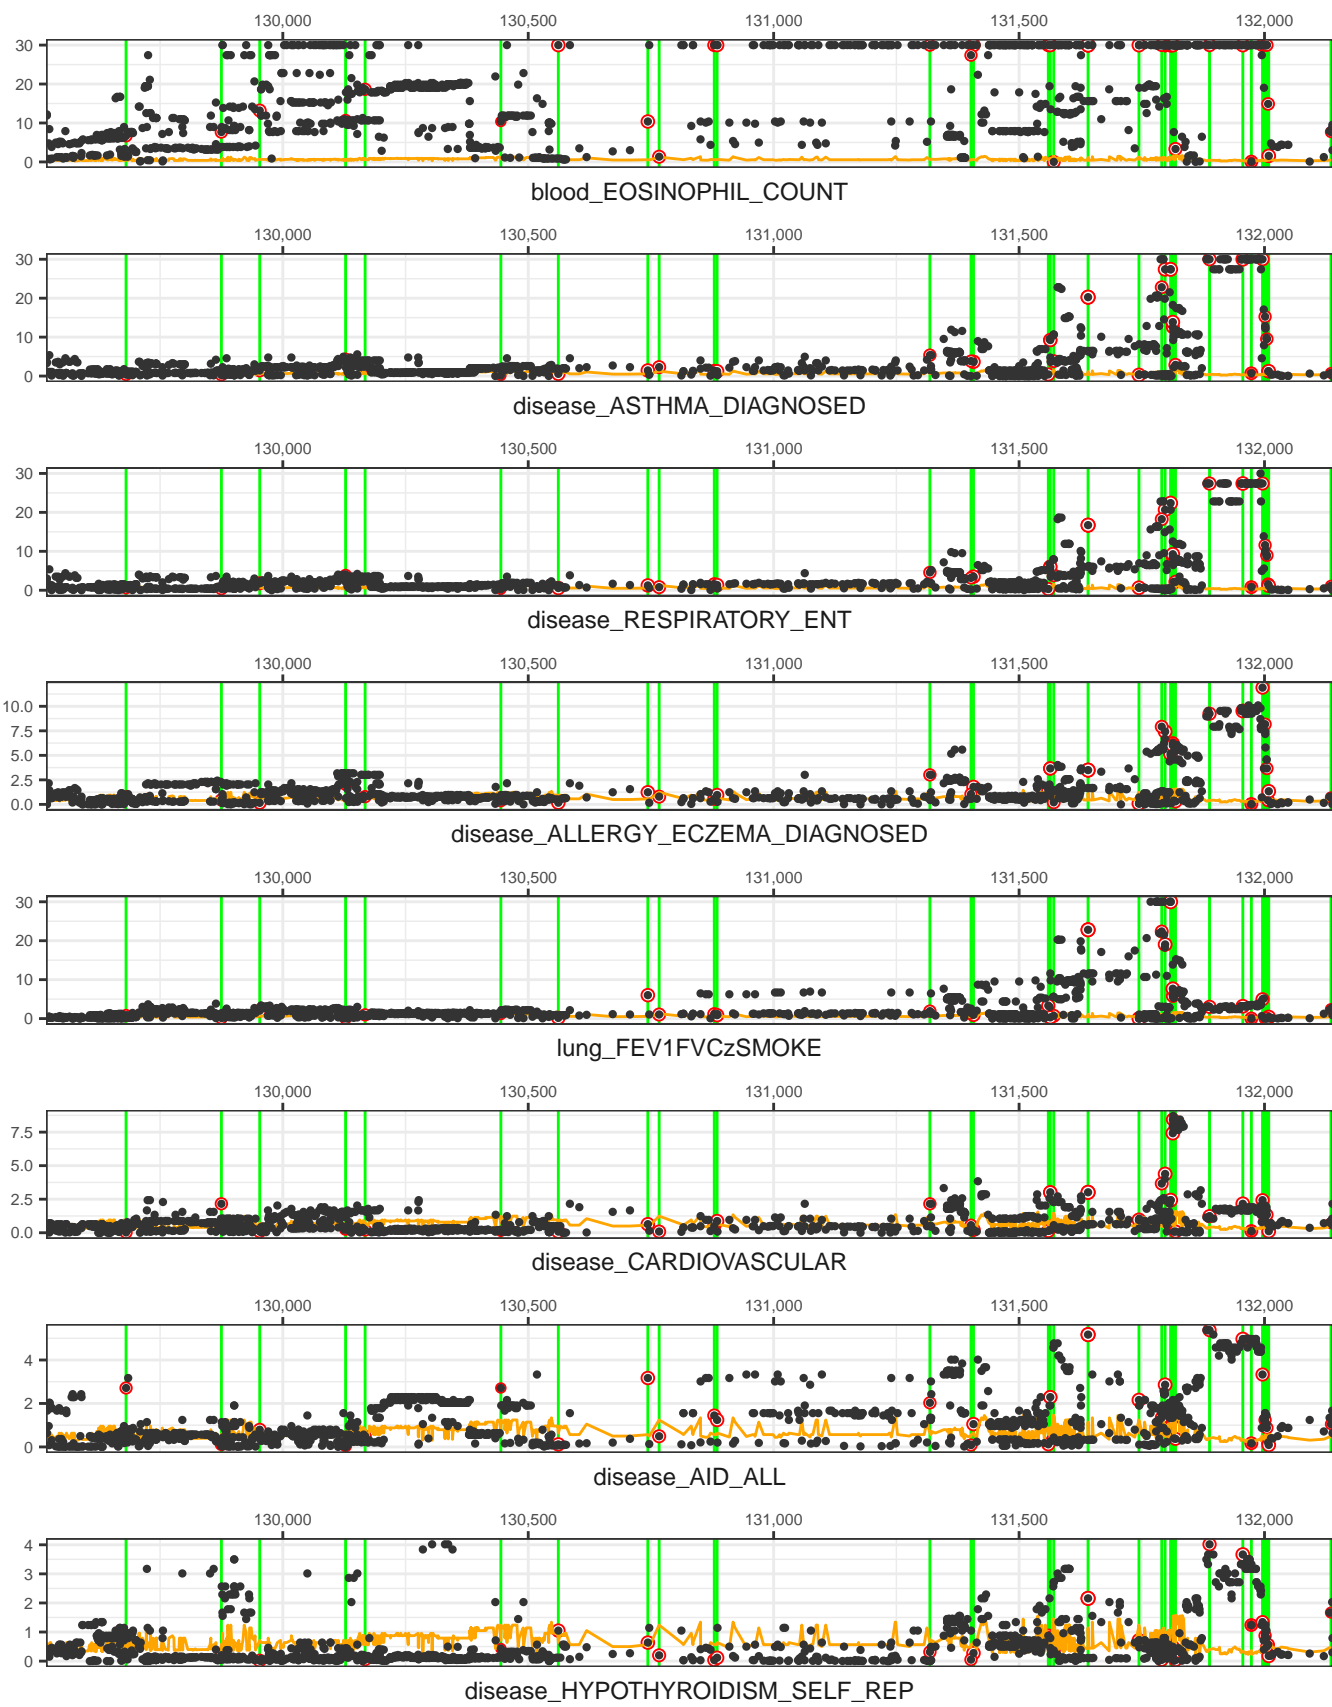 130,000 130,500 131,000 131,500 132,000
30
20
10
0
blood_EOSINOPHIL_COUNT
130,000 130,500 131,000 131,500 132,000
30
20
10
0
disease_ASTHMA_DIAGNOSED
130,000 130,500 131,000 131,500 132,000
30
20
10
0
disease_RESPIRATORY_ENT
130,000 130,500 131,000 131,500 132,000
10.0
7.5
5.0
2.5
0.0
disease_ALLERGY_ECZEMA_DIAGNOSED
130,000 130,500 131,000 131,500 132,000
30
20
10
0
lung_FEV1FVCzSMOKE
130,000 130,500 131,000 131,500 132,000
7.5
5.0
2.5
0.0
disease_CARDIOVASCULAR
130,000 130,500 131,000 131,500 132,000
4
2
0
disease_AID_ALL
130,000 130,500 131,000 131,500 132,000
4
3
2
1
0
disease_HYPOTHYROIDISM_SELF_REP